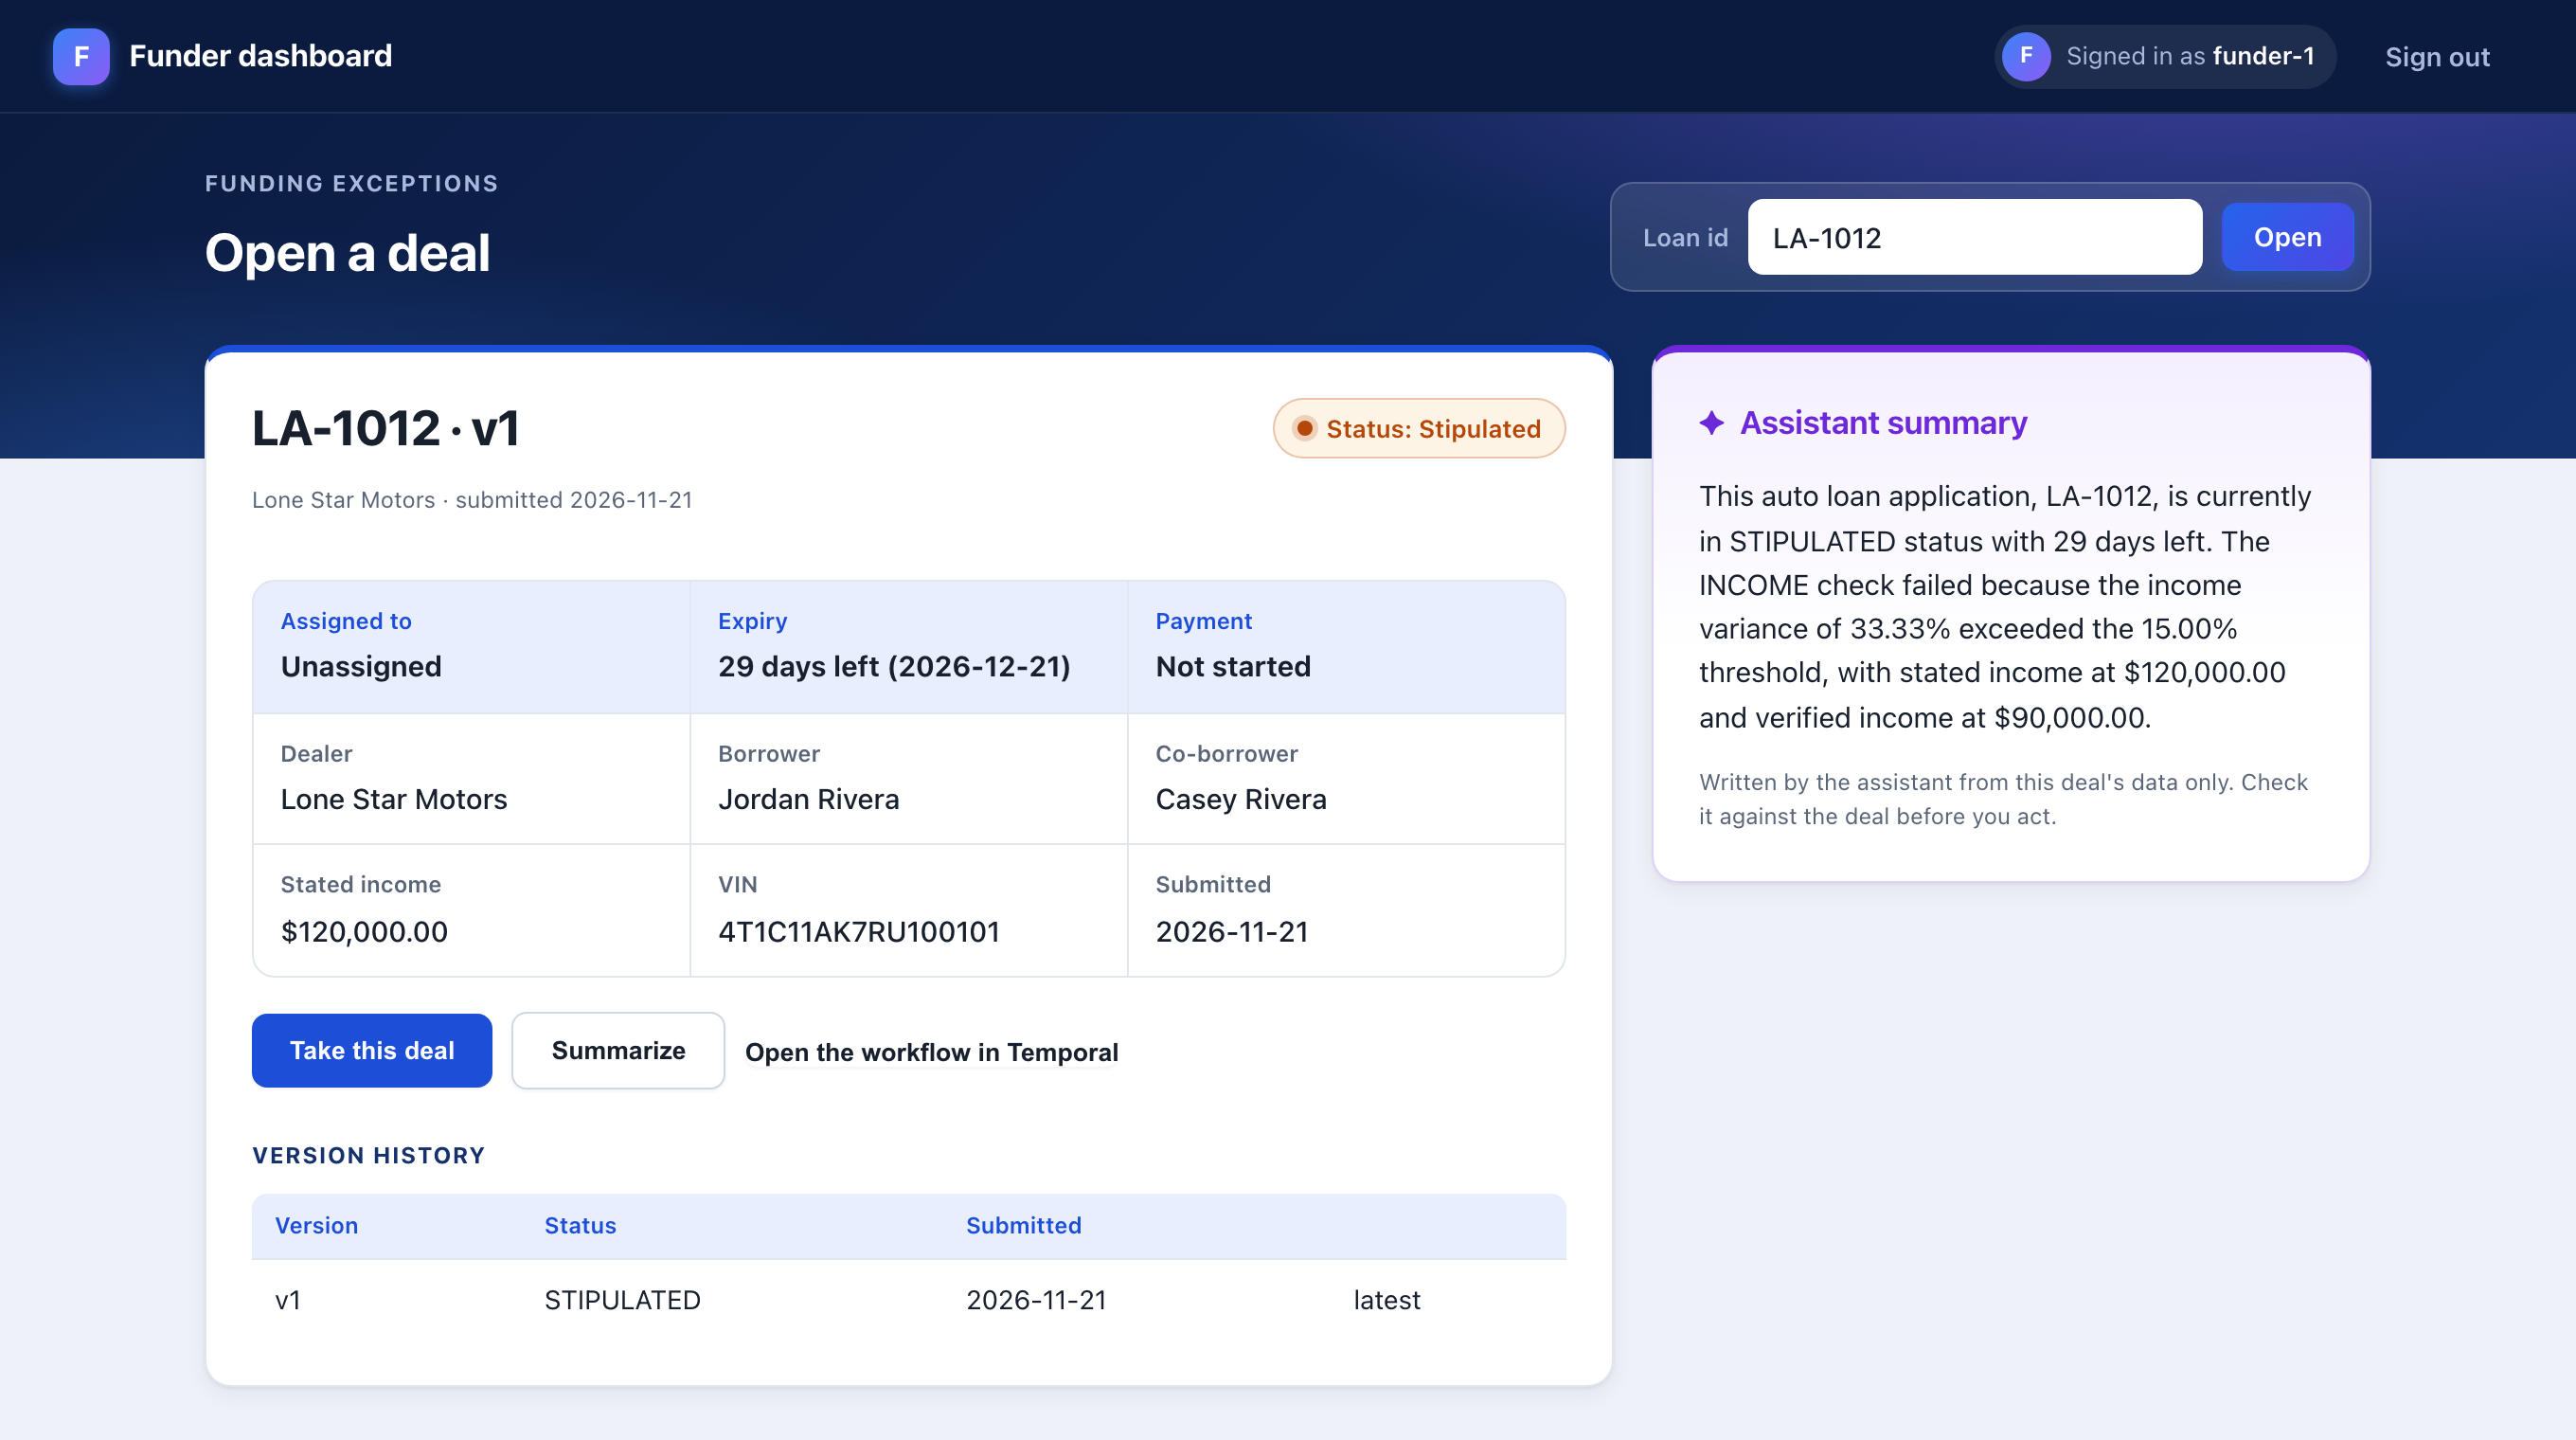 F Funder dashboard
F Signed in as funder-1
Sign out
FUNDING EXCEPTIONS
Open a deal
Loan id LA-1012 Open
LA-1012 · v1
Status: Stipulated
Lone Star Motors · submitted 2026-11-21
Assigned to
Unassigned
Expiry
29 days left (2026-12-21)
Payment
Not started
Dealer
Lone Star Motors
Borrower
Jordan Rivera
Co-borrower
Casey Rivera
Stated income
$120,000.00
VIN
4T1C11AK7RU100101
Submitted
2026-11-21
Take this deal Summarize Open the workflow in Temporal
VERSION HISTORY
Version Status Submitted
v1 STIPULATED 2026-11-21 latest
Assistant summary
This auto loan application, LA-1012, is currently
in STIPULATED status with 29 days left. The
INCOME check failed because the income
variance of 33.33% exceeded the 15.00%
threshold, with stated income at $120,000.00
and verified income at $90,000.00.
Written by the assistant from this deal's data only. Check
it against the deal before you act.